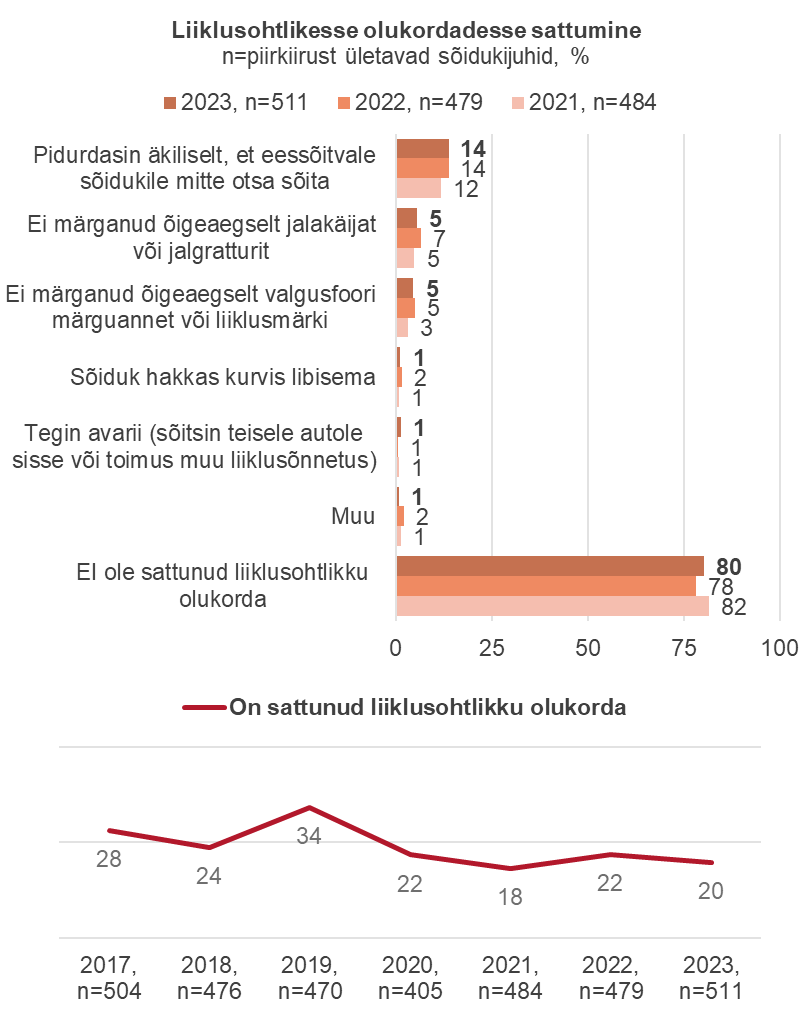 Liiklusohtlikesse olukordadesse sattumine
n=piirkiirust ületavad sõidukijuhid, %
2023, n=511 2022, n=479 2021, n=484
Pidurdasin äkiliselt, et eessõitvale
sõidukile mitte otsa sõita
14
14
12
Ei märganud õigeaegselt jalakäijat
või jalgratturit
5
7
5
Ei märganud õigeaegselt valgusfoori
märguannet või liiklusmärki
5
5
3
Sõiduk hakkas kurvis libisema
1
2
1
Tegin avarii (sõitsin teisele autole
sisse või toimus muu liiklusõnnetus)
1
1
1
Muu
1
2
1
EI ole sattunud liiklusohtlikku
olukorda
80
78
82
0 25 50 75 100
On sattunud liiklusohtlikku olukorda
28 24 34 22 18 22 20
2017, 2018, 2019, 2020, 2021, 2022, 2023,
n=504 n=476 n=470 n=405 n=484 n=479 n=511